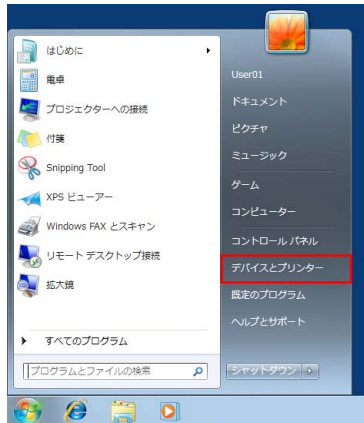 はじめに
電卓
プロジェクターへの接続
付箋
Snipping Tool
XPS ビューアー
Windows FAX とスキャン
リモート デスクトップ接続
拡大鏡
すべてのプログラム
プログラムとファイルの検索
User01
ドキュメント
ピクチャ
ミュージック
ゲーム
コンピューター
コントロール パネル
デバイスとプリンター
既定のプログラム
ヘルプとサポート
シャットダウン